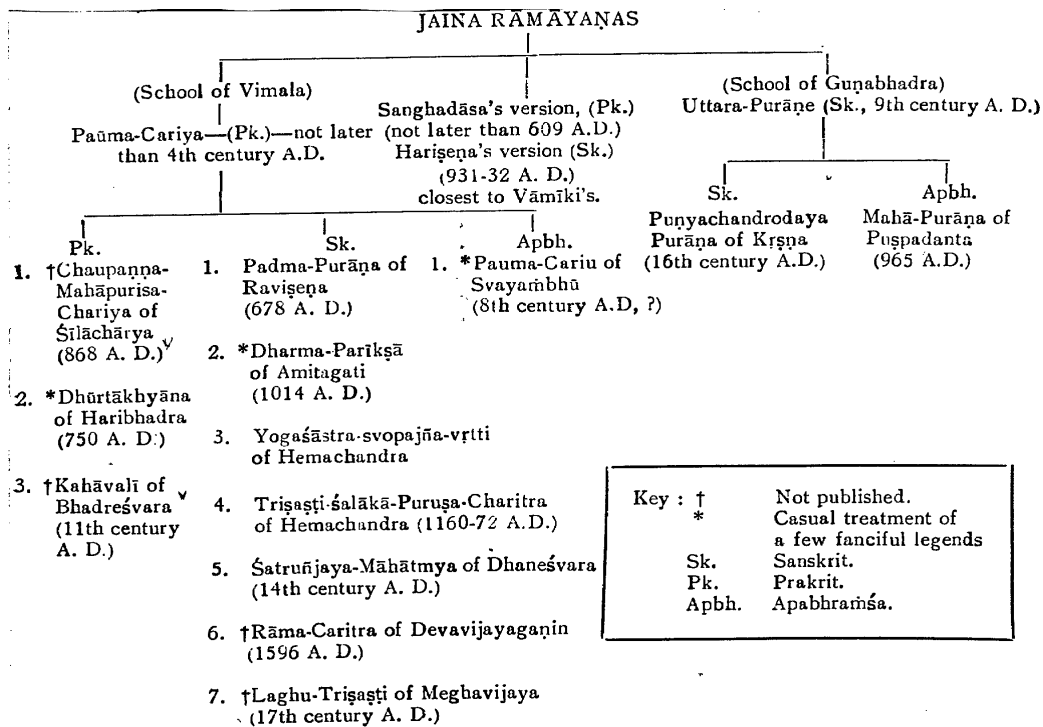 JAINA RĀMĀYAṆAS
(School of Vimala)
Paūma-Cariya—(Pk.)—not later
than 4th century A.D.
Sanghadāsa's version, (Pk.)
(not later than 609 A.D.)
Hariṣeṇa's version (Sk.)
(931-32 A. D.)
closest to Vāmīki's.
(School of Guṇabhadra)
Uttara-Purāṇe (Sk., 9th century A. D.)
Pk.
1. †Chaupaṇṇa-
Mahāpurisa-
Chariya of
Śīlāchārya
(868 A. D.)
2. *Dhūrtākhyāna
of Haribhadra
(750 A. D.)
3. †Kahāvalī of
Bhadreśvara
(11th century
A. D.)
Sk.
1. Padma-Purāṇa of
Raviṣeṇa
(678 A. D.)
2. *Dharma-Parīkṣā
of Amitagati
(1014 A. D.)
3. Yogaśāstra-svopajña-vṛtti
of Hemachandra
4. Triṣaṣṭi-śalākā-Puruṣa-Charitra
of Hemachandra (1160-72 A.D.)
5. Śatruñjaya-Māhātmya of Dhaneśvara
(14th century A. D.)
6. †Rāma-Caritra of Devavijayagaṇin
(1596 A. D.)
7. †Laghu-Triṣaṣṭi of Meghavijaya
(17th century A. D.)
Apbh.
1. *Pauma-Cariu of
Svayaṁbhū
(8th century A.D, ?)
Sk.
Puṇyachandrodaya
Purāṇa of Kṛṣṇa
(16th century A.D.)
Apbh.
Mahā-Purāṇa of
Puṣpadanta
(965 A.D.)
Key : † Not published.
* Casual treatment of
a few fanciful legends
Sk. Sanskrit.
Pk. Prakrit.
Apbh. Apabhraṁśa.